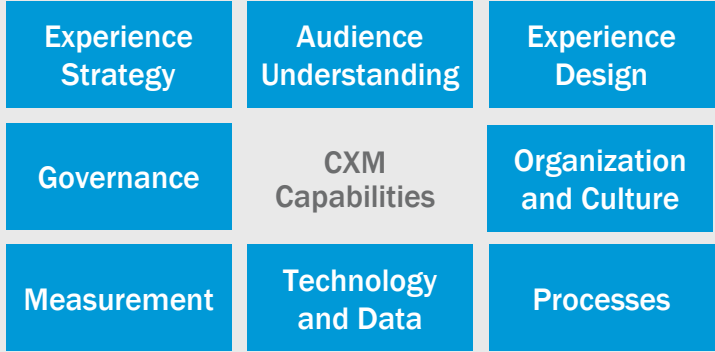 Experience
Strategy
Audience
Understanding
Experience
Design
Governance
CXM
Capabilities
Organization
and Culture
Measurement
Technology
and Data
Processes